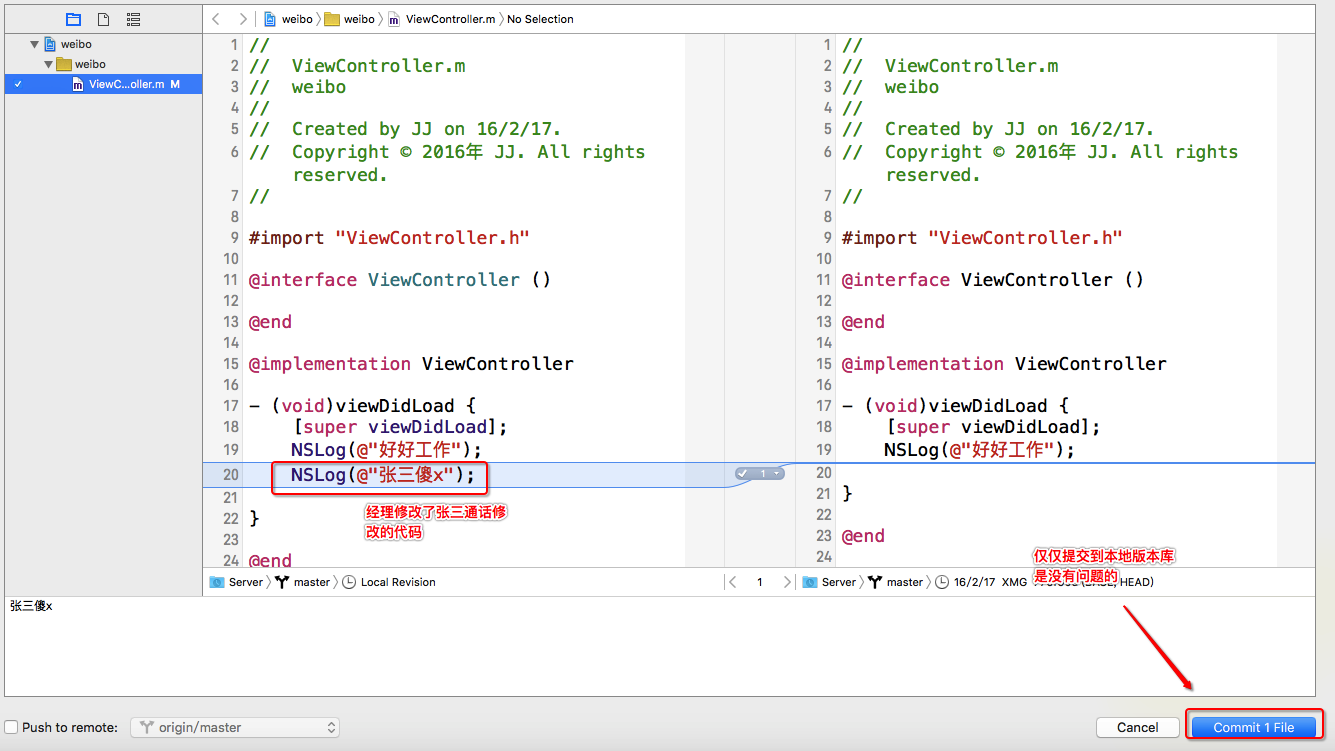 weibo weibo ViewController.m No Selection
weibo
weibo
ViewC...oller.m M
1 //
2 // ViewController.m
3 // weibo
4 //
5 // Created by JJ on 16/2/17.
6 // Copyright © 2016年 JJ. All rights
reserved.
7 //
8
9 #import "ViewController.h"
10
11 @interface ViewController ()
12
13 @end
14
15 @implementation ViewController
16
17 - (void)viewDidLoad {
18 [super viewDidLoad];
19 NSLog(@"好好工作");
20 NSLog(@"张三傻x");
21
22 }
23
24 @end
经理修改了张三通话修
改的代码
1
1 //
2 // ViewController.m
3 // weibo
4 //
5 // Created by JJ on 16/2/17.
6 // Copyright © 2016年 JJ. All rights
reserved.
7 //
8
9 #import "ViewController.h"
10
11 @interface ViewController ()
12
13 @end
14
15 @implementation ViewController
16
17 - (void)viewDidLoad {
18 [super viewDidLoad];
19 NSLog(@"好好工作");
20
21 }
22
23 @end
24
仅仅提交到本地版本库
是没有问题的
Server master Local Revision
1
Server master 16/2/17 XMG (BASE, HEAD)
张三傻x
Push to remote: origin/master
Cancel
Commit 1 File